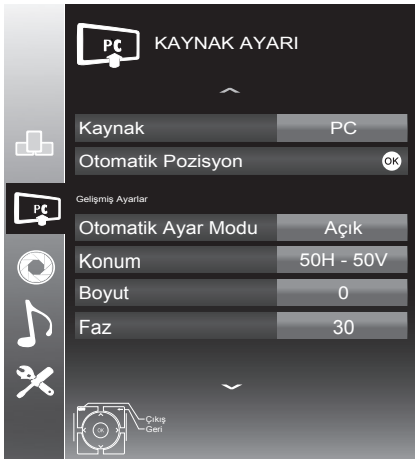 PC KAYNAK AYARI
Kaynak PC
Otomatik Pozisyon OK
PC
Gelişmiş Ayarlar
Otomatik Ayar Modu Açık
Konum 50H - 50V
Boyut 0
Faz 30
Çıkış
OK Geri